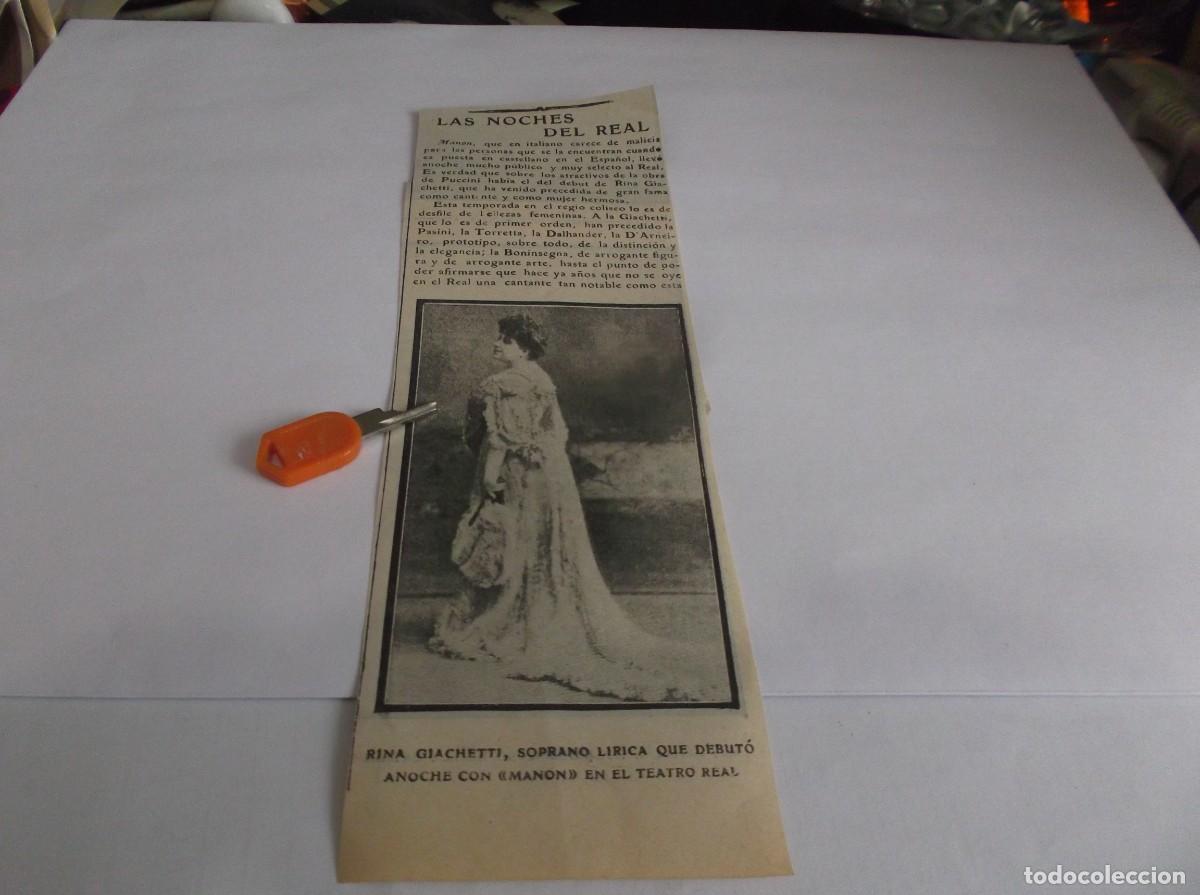 LAS NOCHES
DEL REAL
Manon, que en italiano carece de malicia
para las personas que se la encuentran cuando
es puesta en castellano en el Español, llevó
anoche mucho público y muy selecto al Real.
Es verdad que sobre los atractivos de la obra
de Puccini había el del debut de Rina Gia-
chetti, que ha venido precedida de gran fama
como cantante y como mujer hermosa.
Esta temporada en el regio coliseo lo es de
desfile de bellezas femeninas. A la Giachetti,
que lo es de primer orden, han precedido la
Pasini, la Torretta, la Dalhander, la D'Arnei-
ro, prototipo, sobre todo, de la distinción y
la elegancia; la Boninsegna, de arrogante figu-
ra y de arrogante arte, hasta el punto de po-
der afirmarse que hace ya años que no se oye
en el Real una cantante tan notable como esta
RINA GIACHETTI, SOPRANO LIRICA QUE DEBUTÓ
ANOCHE CON «MANON» EN EL TEATRO REAL
todocoleccion